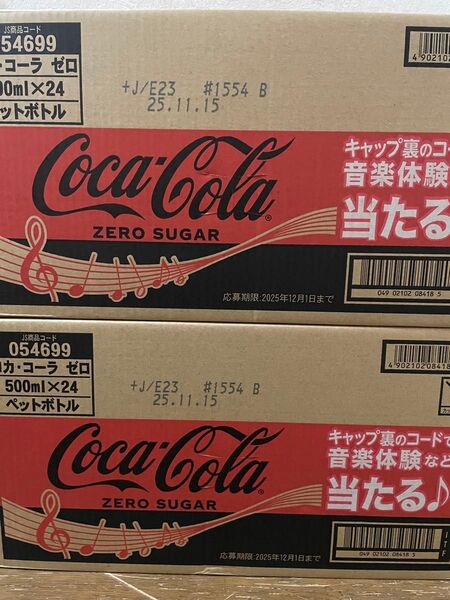 JS商品コード
054699
カ・コーラ ゼロ
500ml×24
ペットボトル
+J/E23 #1554 B
25.11.15
4 902102
Coca-Cola
ZERO SUGAR
キャップ裏のコー
音楽体験
当たる
応募期限:2025年12月1日まで
049 02102 08418 5
JS商品コード
054699
コカ・コーラ ゼロ
500ml×24
ペットボトル
+J/E23 #1554 B
25.11.15
4 902102 08418
Coca-Cola
ZERO SUGAR
キャップ裏のコードで
音楽体験など
当たる♪
応募期限:2025年12月1日まで
049 02102 08418 5